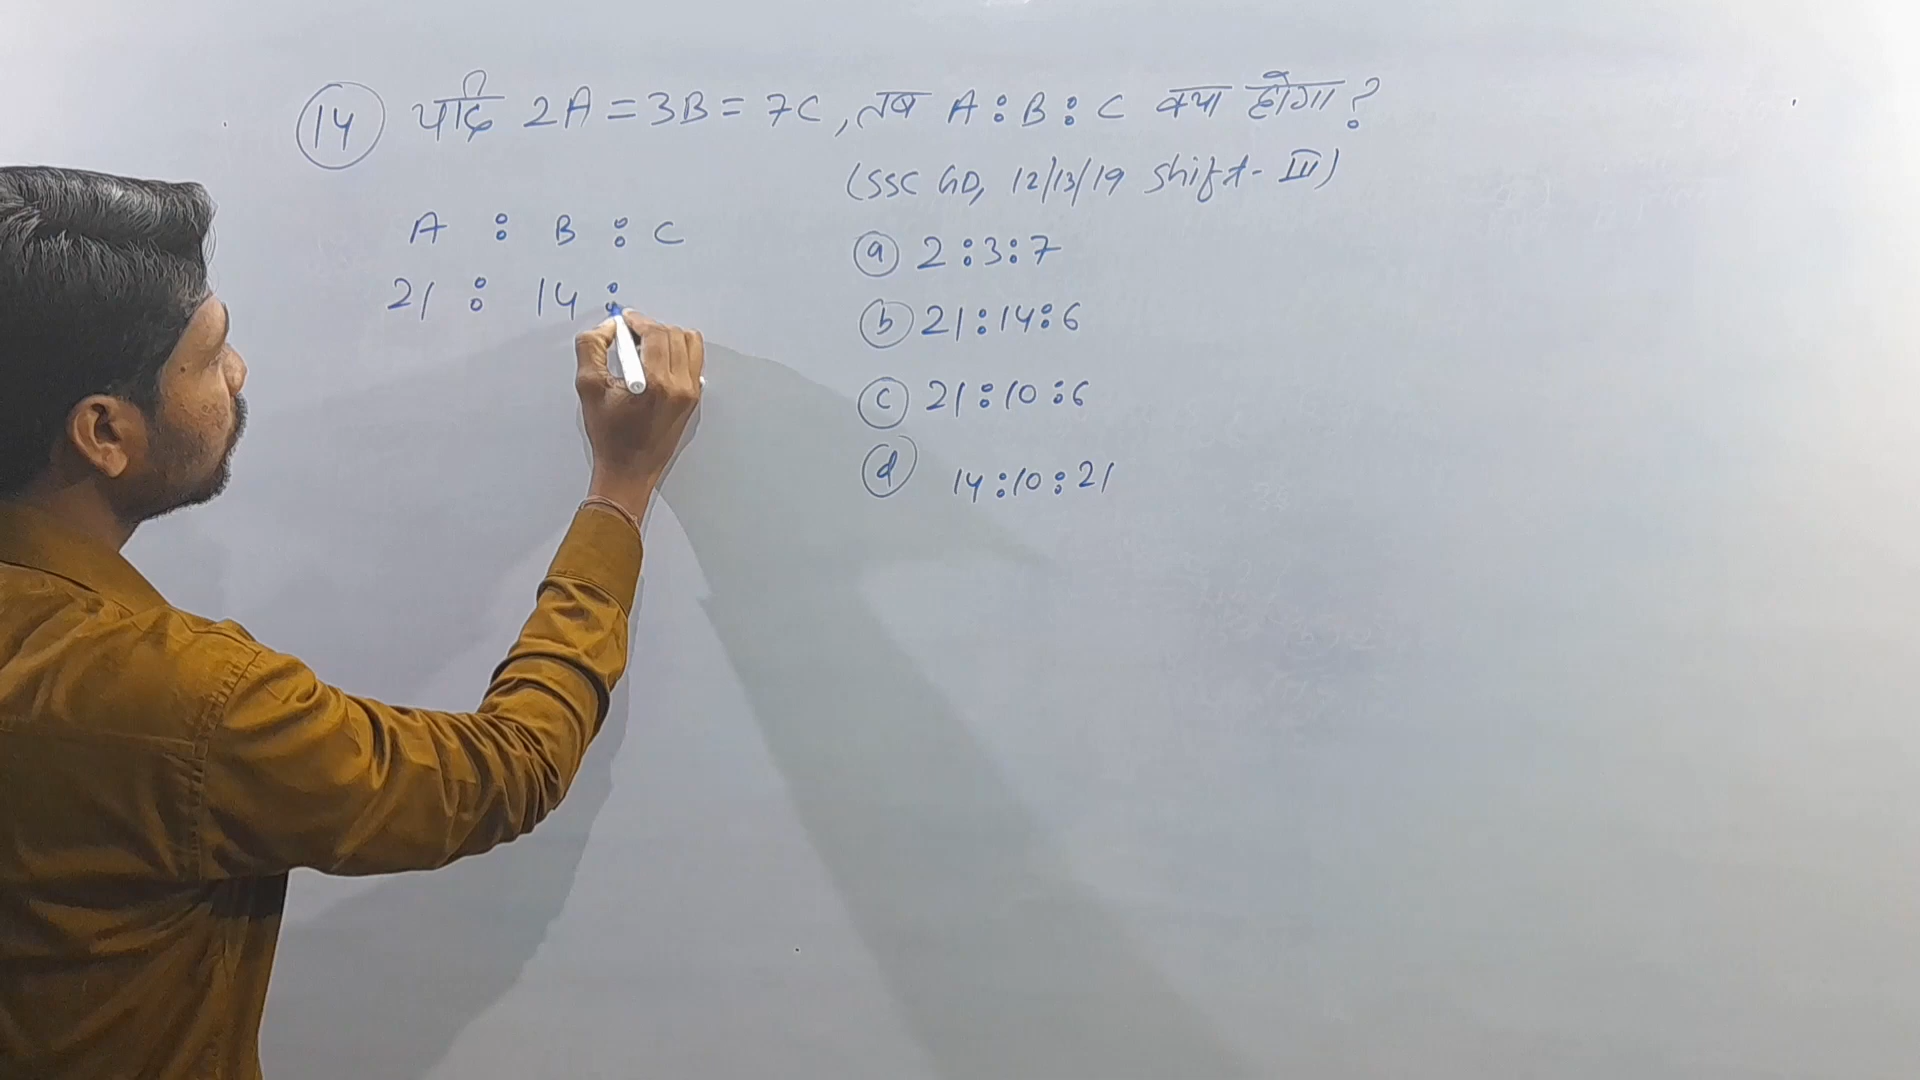 14 यदि 2A = 3B = 7C, तब A : B : C क्या होगा ?
(SSC GD, 12/13/19 Shift - III)
A : B : C
21 : 14 :
a 2 : 3 : 7
b 21 : 14 : 6
c 21 : 10 : 6
d 14 : 10 : 21